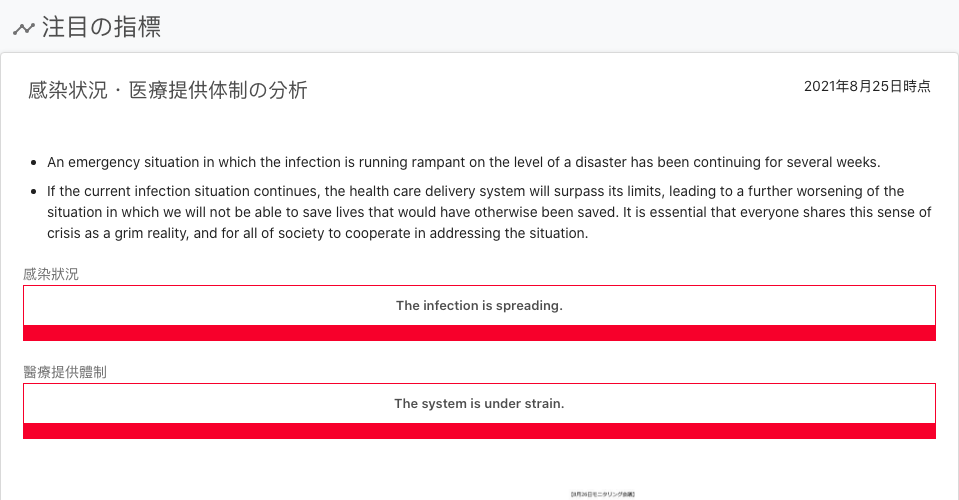 注目の指標
感染状況・医療提供体制の分析
2021年8月25日時点
An emergency situation in which the infection is running rampant on the level of a disaster has been continuing for several weeks.
If the current infection situation continues, the health care delivery system will surpass its limits, leading to a further worsening of the
situation in which we will not be able to save lives that would have otherwise been saved. It is essential that everyone shares this sense of
crisis as a grim reality, and for all of society to cooperate in addressing the situation.
感染狀況
The infection is spreading.
醫療提供體制
The system is under strain.
【8月26日モニタリング会議】